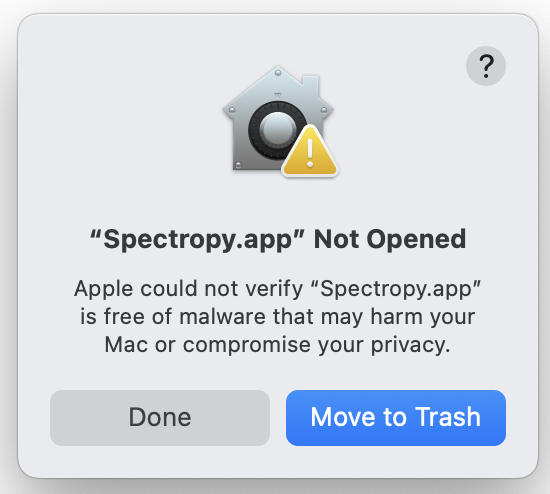 ?
“Spectropy.app” Not Opened
Apple could not verify “Spectropy.app”
is free of malware that may harm your
Mac or compromise your privacy.
Done
Move to Trash